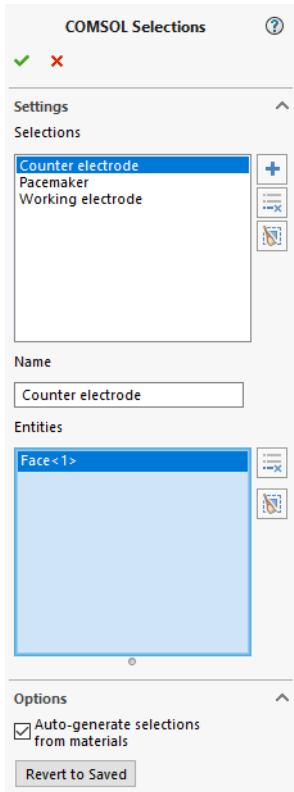 COMSOL Selections
Settings
Selections
Counter electrode
Pacemaker
Working electrode
Name
Counter electrode
Entities
Face<1>
Options
Auto-generate selections
from materials
Revert to Saved